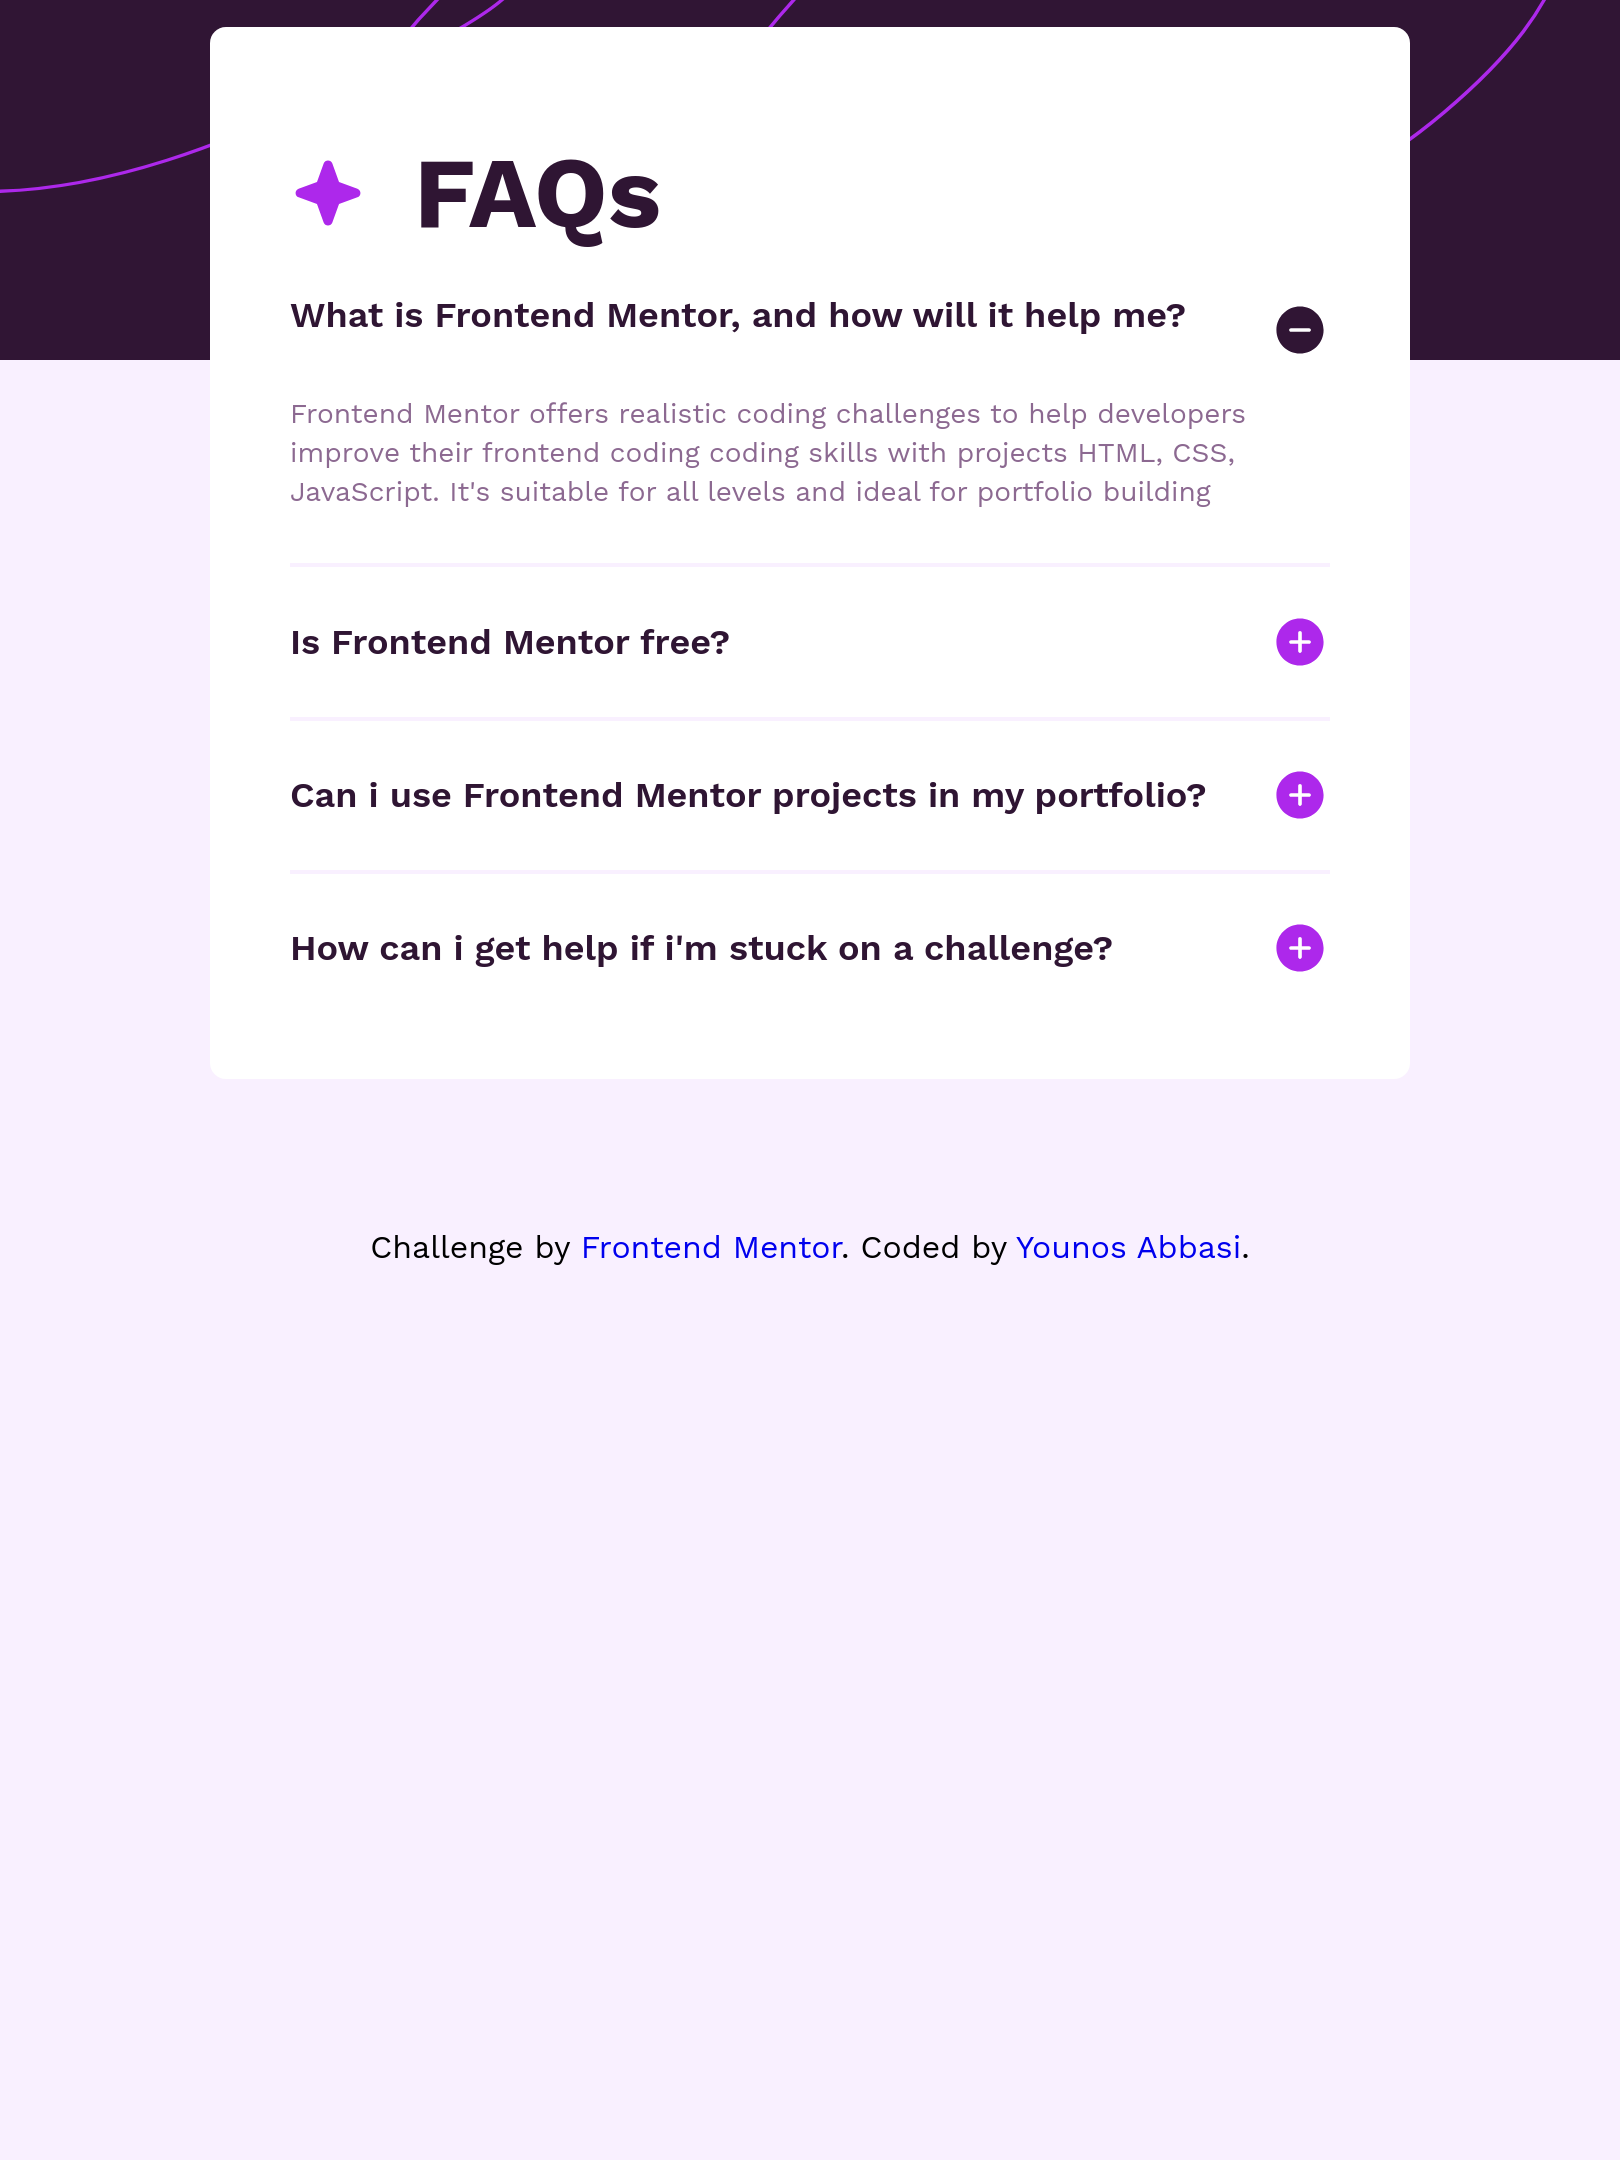 FAQs
What is Frontend Mentor, and how will it help me?
Frontend Mentor offers realistic coding challenges to help developers
improve their frontend coding coding skills with projects HTML, CSS,
JavaScript. It's suitable for all levels and ideal for portfolio building
Is Frontend Mentor free?
Can i use Frontend Mentor projects in my portfolio?
How can i get help if i'm stuck on a challenge?
Challenge by Frontend Mentor. Coded by Younos Abbasi.